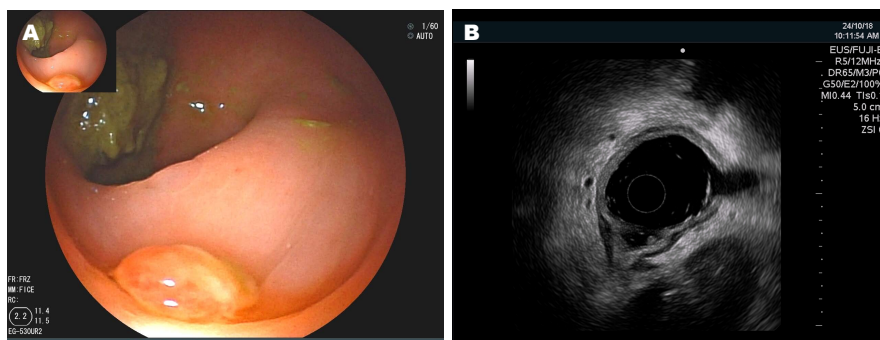 A
1/60
AUTO
FR:FRZ
MM:FICE
RC:
2.2
11.4
11.5
EG-530UR2
B
24/10/18
10:11:54 AM
EUS/FUJI-E
R5/12MHz
DR65/M3/P
G50/E2/100%
MI0.44 TIs0.
5.0 cm
16 H
ZSI